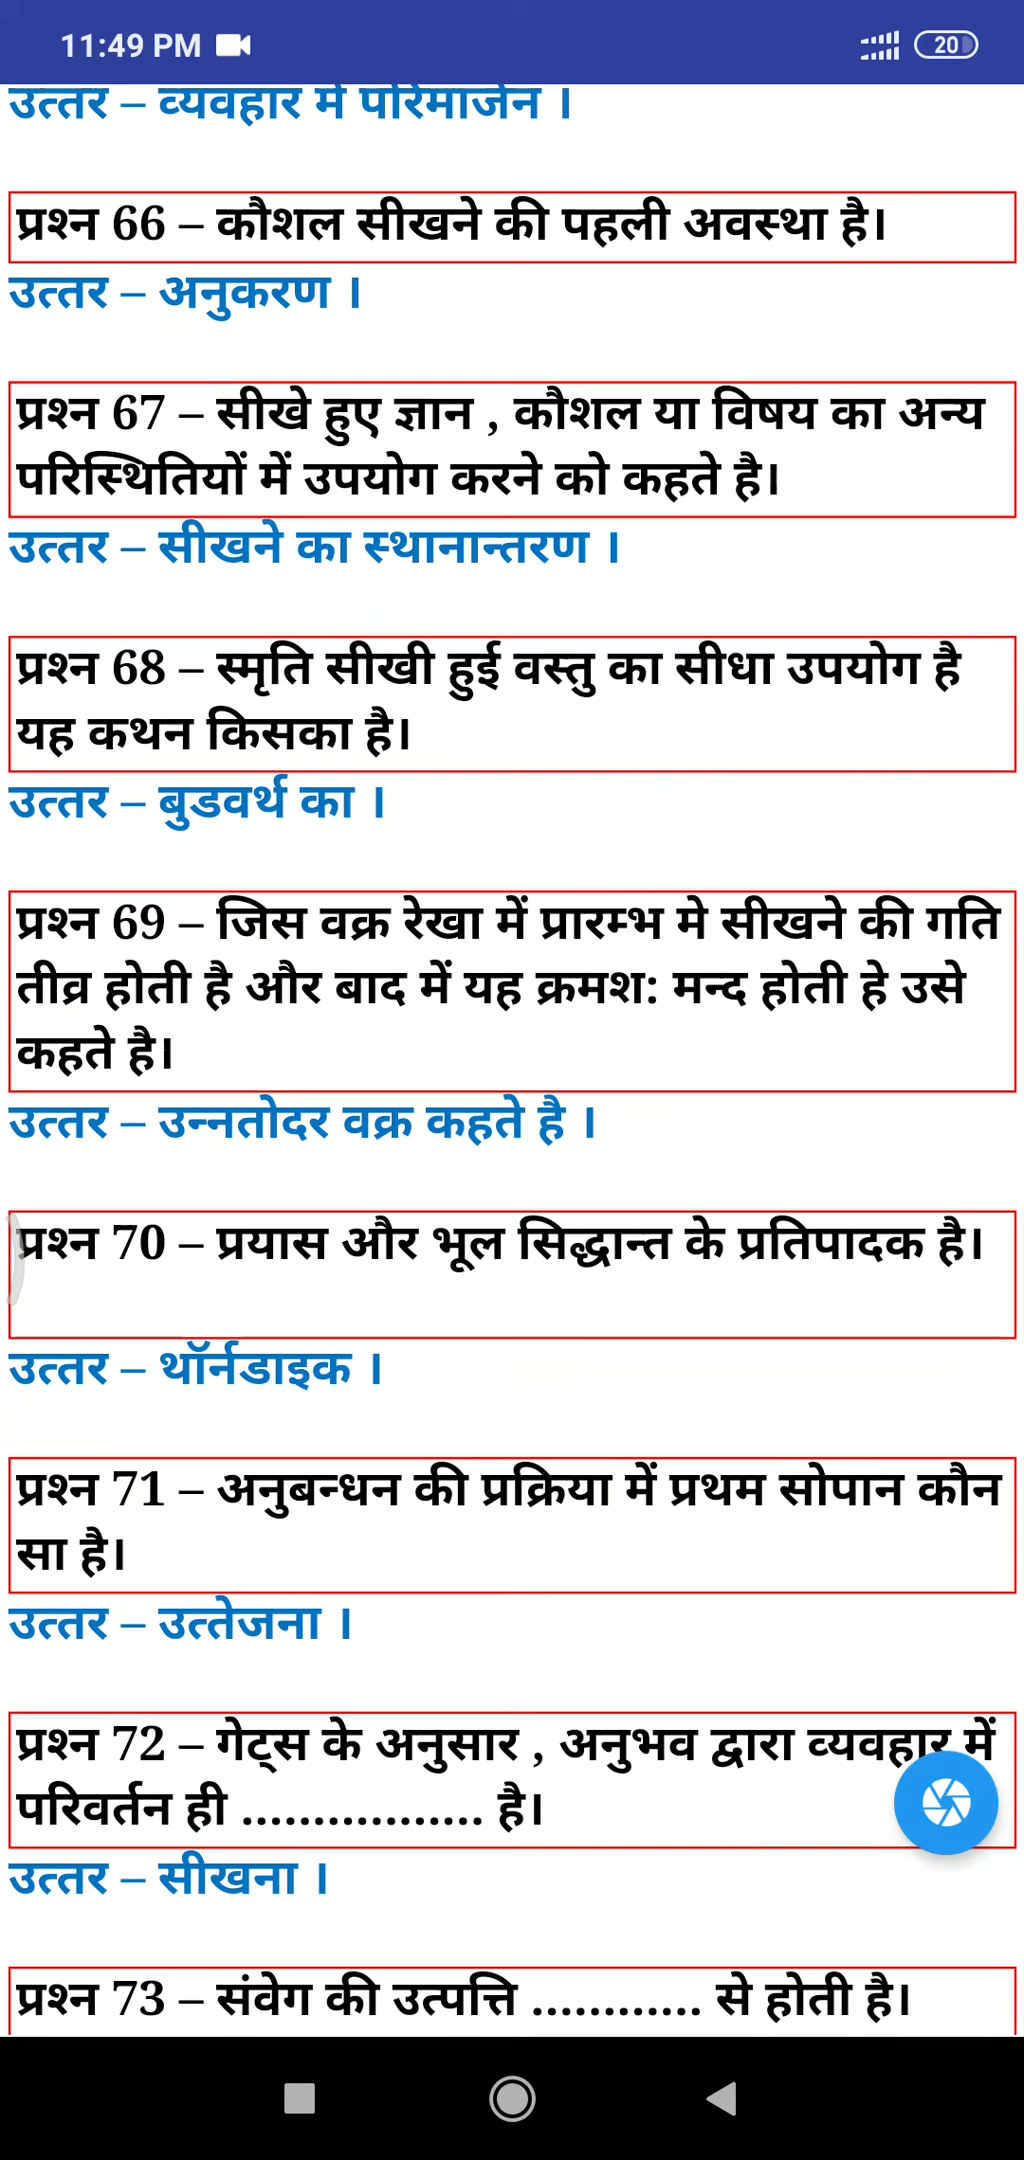 11:49 PM
20
उत्तर – व्यवहार में परिमार्जन ।
प्रश्न 66 – कौशल सीखने की पहली अवस्था है।
उत्तर – अनुकरण ।
प्रश्न 67 – सीखे हुए ज्ञान , कौशल या विषय का अन्य
परिस्थितियों में उपयोग करने को कहते है।
उत्तर – सीखने का स्थानान्तरण ।
प्रश्न 68 – स्मृति सीखी हुई वस्तु का सीधा उपयोग है
यह कथन किसका है।
उत्तर – बुडवर्थ का ।
प्रश्न 69 – जिस वक्र रेखा में प्रारम्भ मे सीखने की गति
तीव्र होती है और बाद में यह क्रमश: मन्द होती हे उसे
कहते है।
उत्तर – उन्नतोदर वक्र कहते है ।
प्रश्न 70 – प्रयास और भूल सिद्धान्त के प्रतिपादक है।
उत्तर – थॉर्नडाइक ।
प्रश्न 71 – अनुबन्धन की प्रक्रिया में प्रथम सोपान कौन
सा है।
उत्तर – उत्तेजना ।
प्रश्न 72 – गेट्स के अनुसार , अनुभव द्वारा व्यवहार में
परिवर्तन ही ................. है।
उत्तर – सीखना ।
प्रश्न 73 – संवेग की उत्पत्ति ............ से होती है।